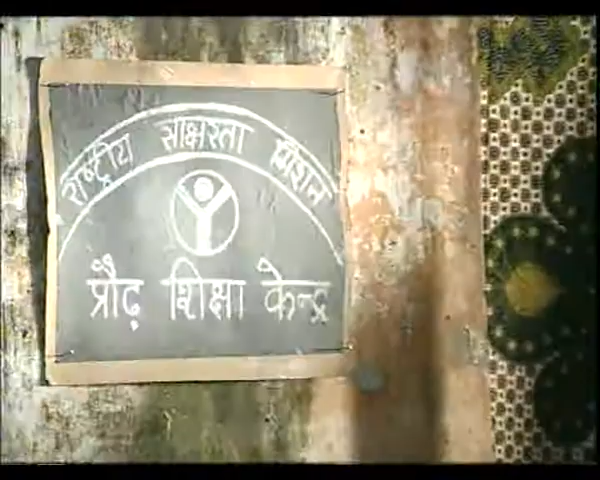 राष्ट्रीय साक्षरता मिशन
प्रौढ़ शिक्षा केन्द्र